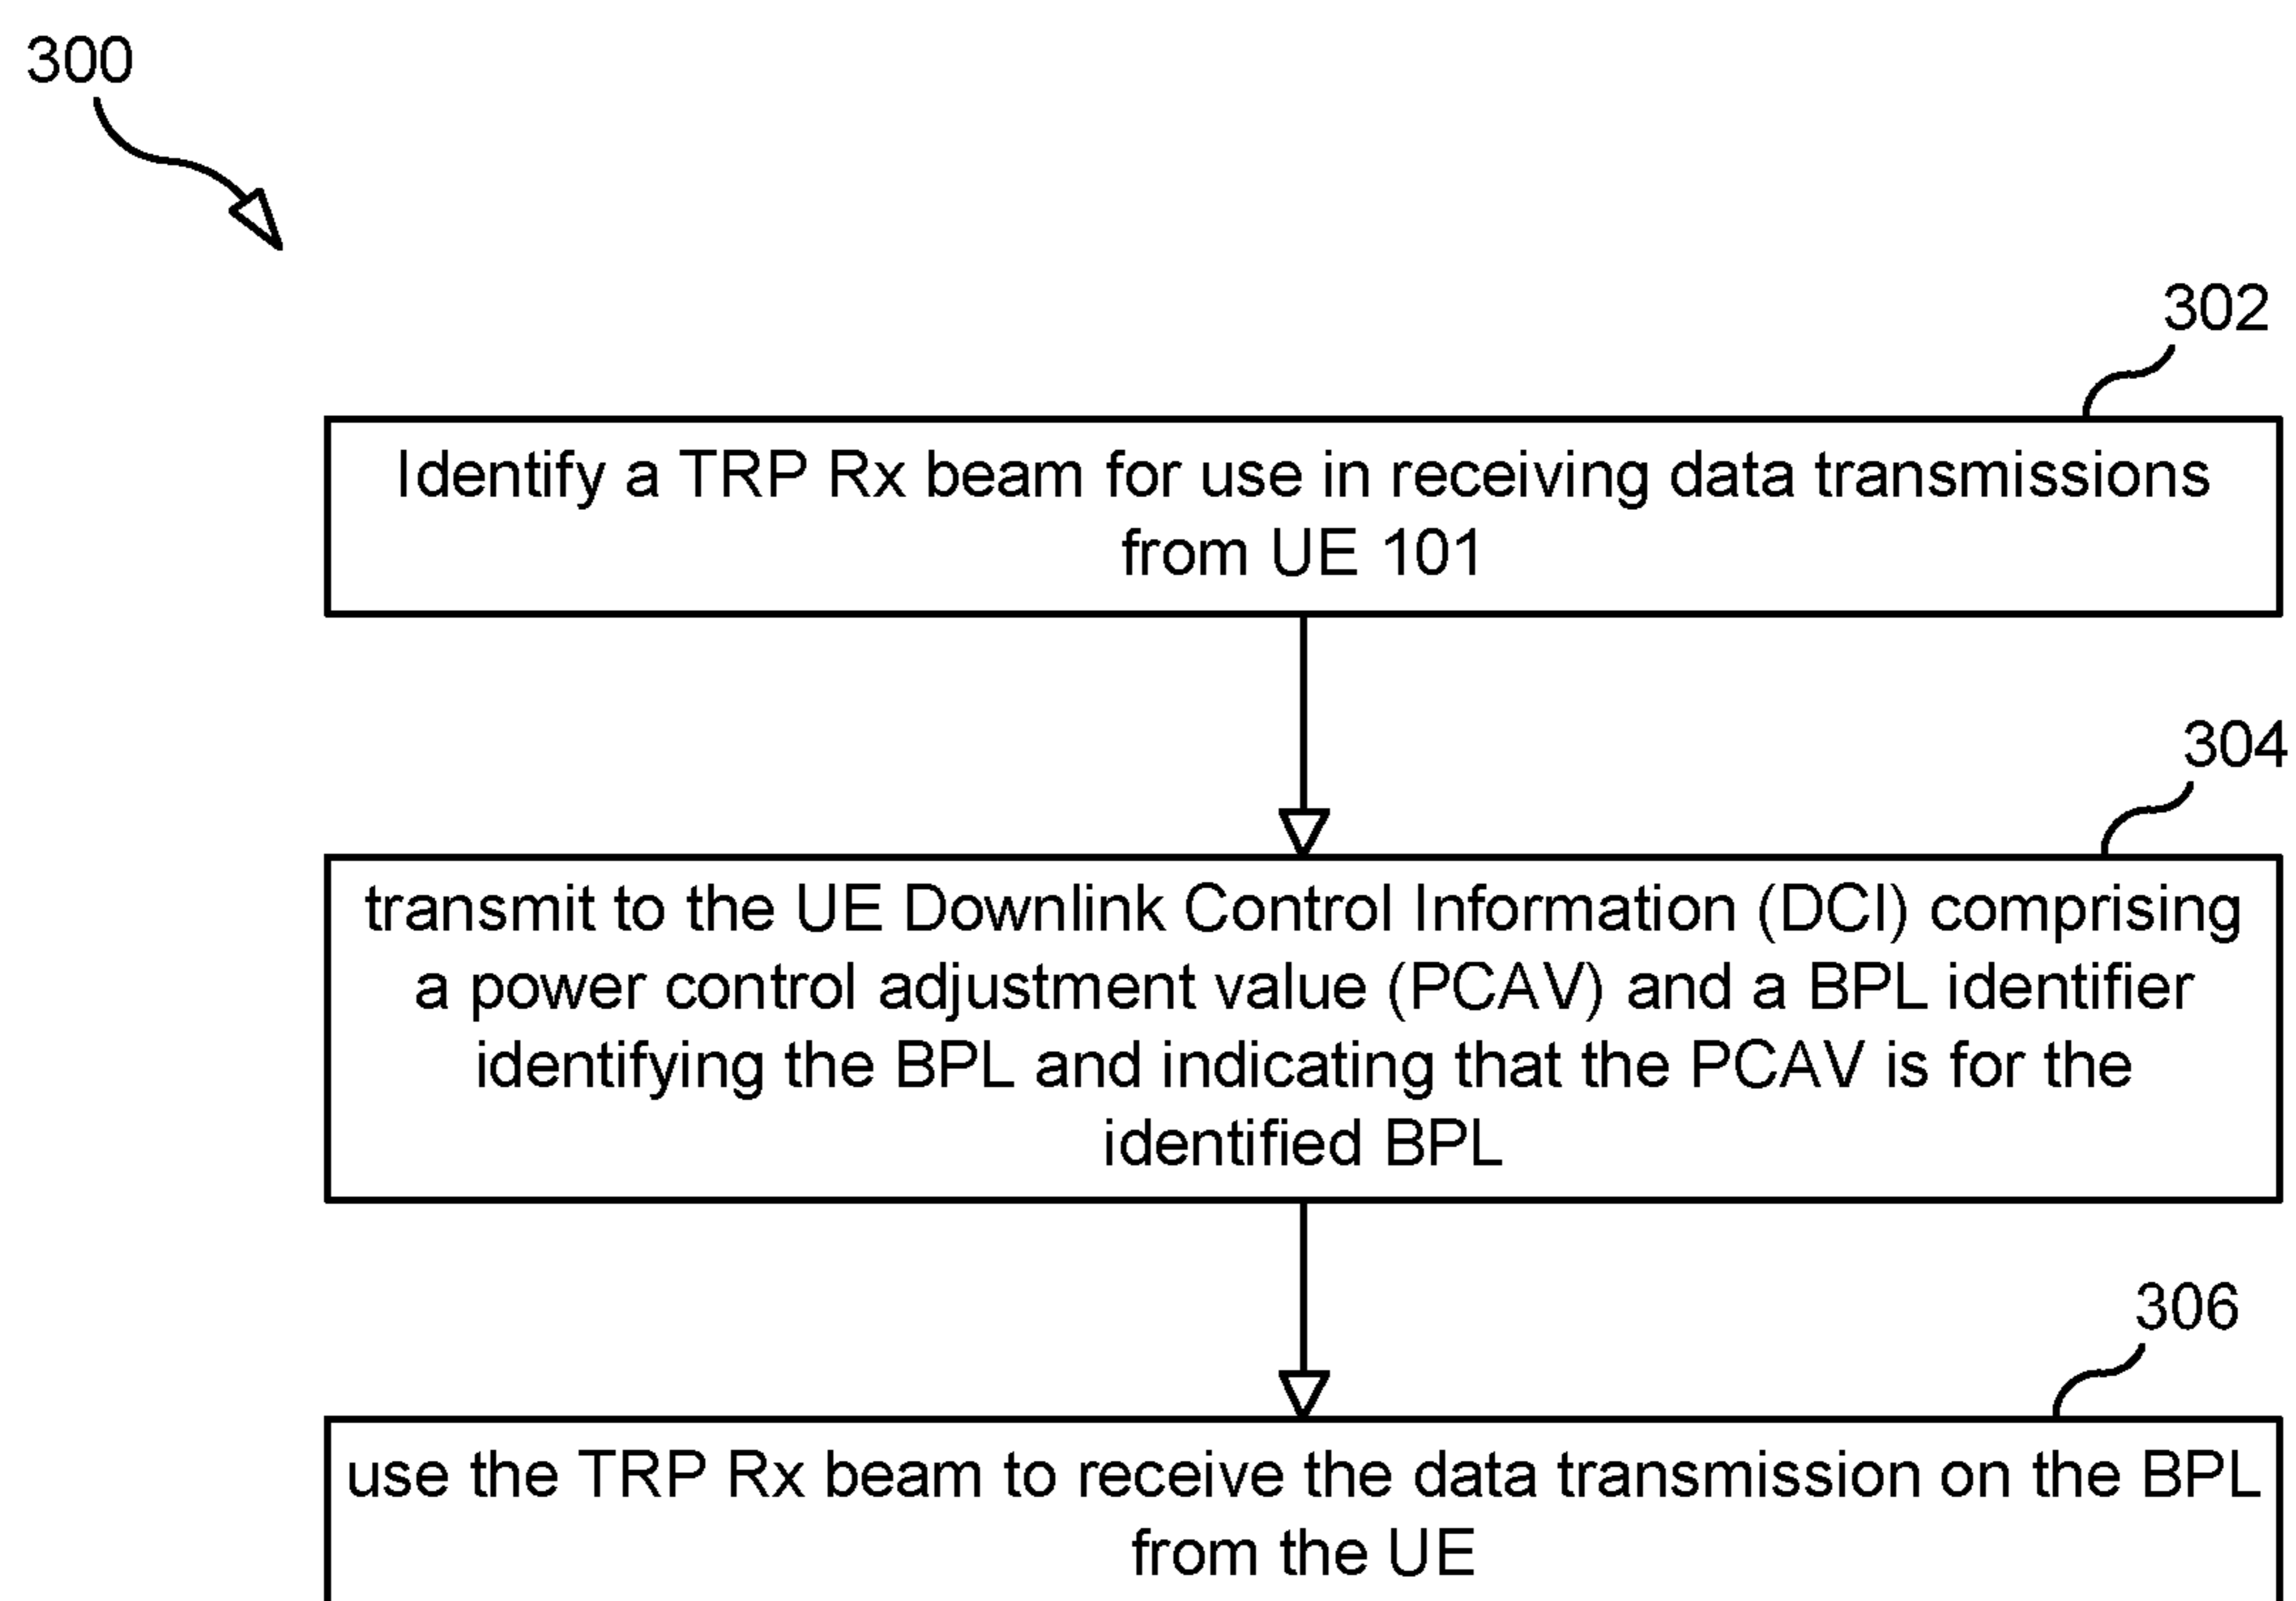 300
302
Identify a TRP Rx beam for use in receiving data transmissions
from UE 101
304
transmit to the UE Downlink Control Information (DCI) comprising
a power control adjustment value (PCAV) and a BPL identifier
identifying the BPL and indicating that the PCAV is for the
identified BPL
306
use the TRP Rx beam to receive the data transmission on the BPL
from the UE